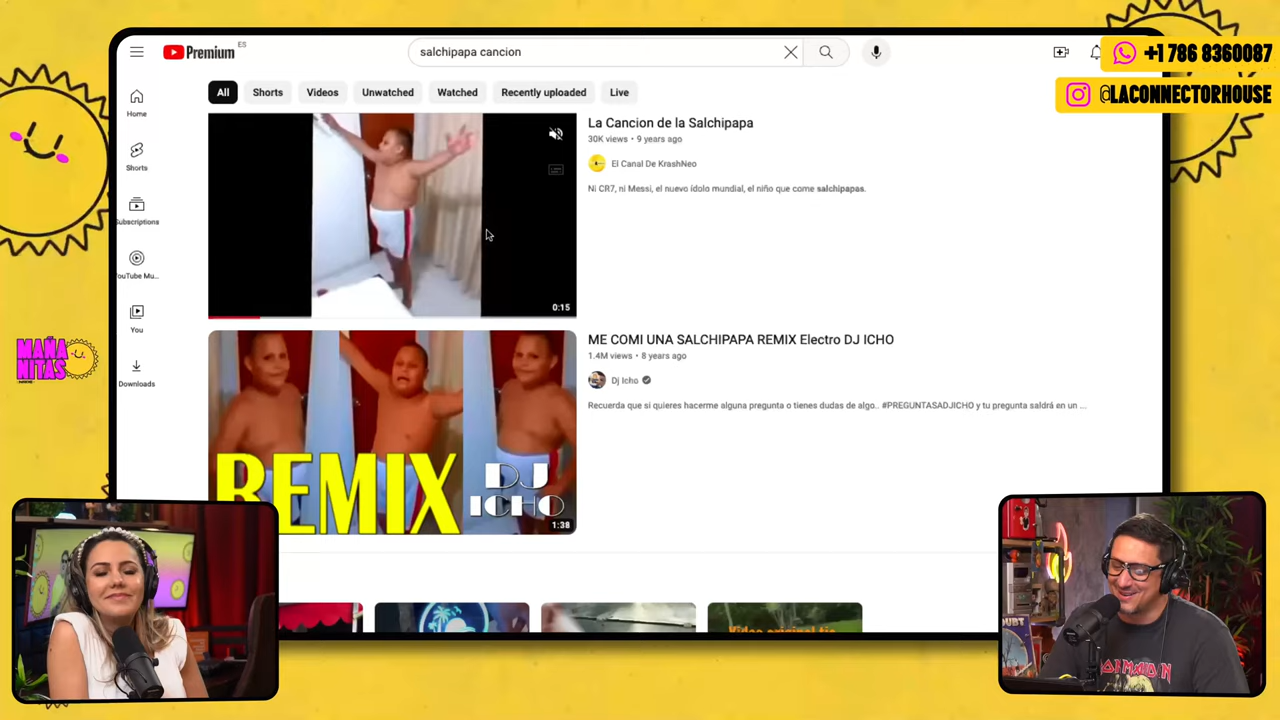 Premium
ES
salchipapa cancion
+1 786 8360087
@LACONNECTORHOUSE
All
Shorts
Videos
Unwatched
Watched
Recently uploaded
Live
Home
Shorts
Subscriptions
YouTube Mu...
You
Downloads
0:15
La Cancion de la Salchipapa
30K views • 9 years ago
El Canal De KrashNeo
Ni CR7, ni Messi, el nuevo ídolo mundial, el niño que come salchipapas.
REMIX
DJ
ICHO
1:38
ME COMI UNA SALCHIPAPA REMIX Electro DJ ICHO
1.4M views • 8 years ago
Dj Icho
Recuerda que si quieres hacerme alguna pregunta o tienes dudas de algo.. #PREGUNTASADJICHO y tu pregunta saldrá en un ...
MAÑA
NITAS
IRON MAIDEN